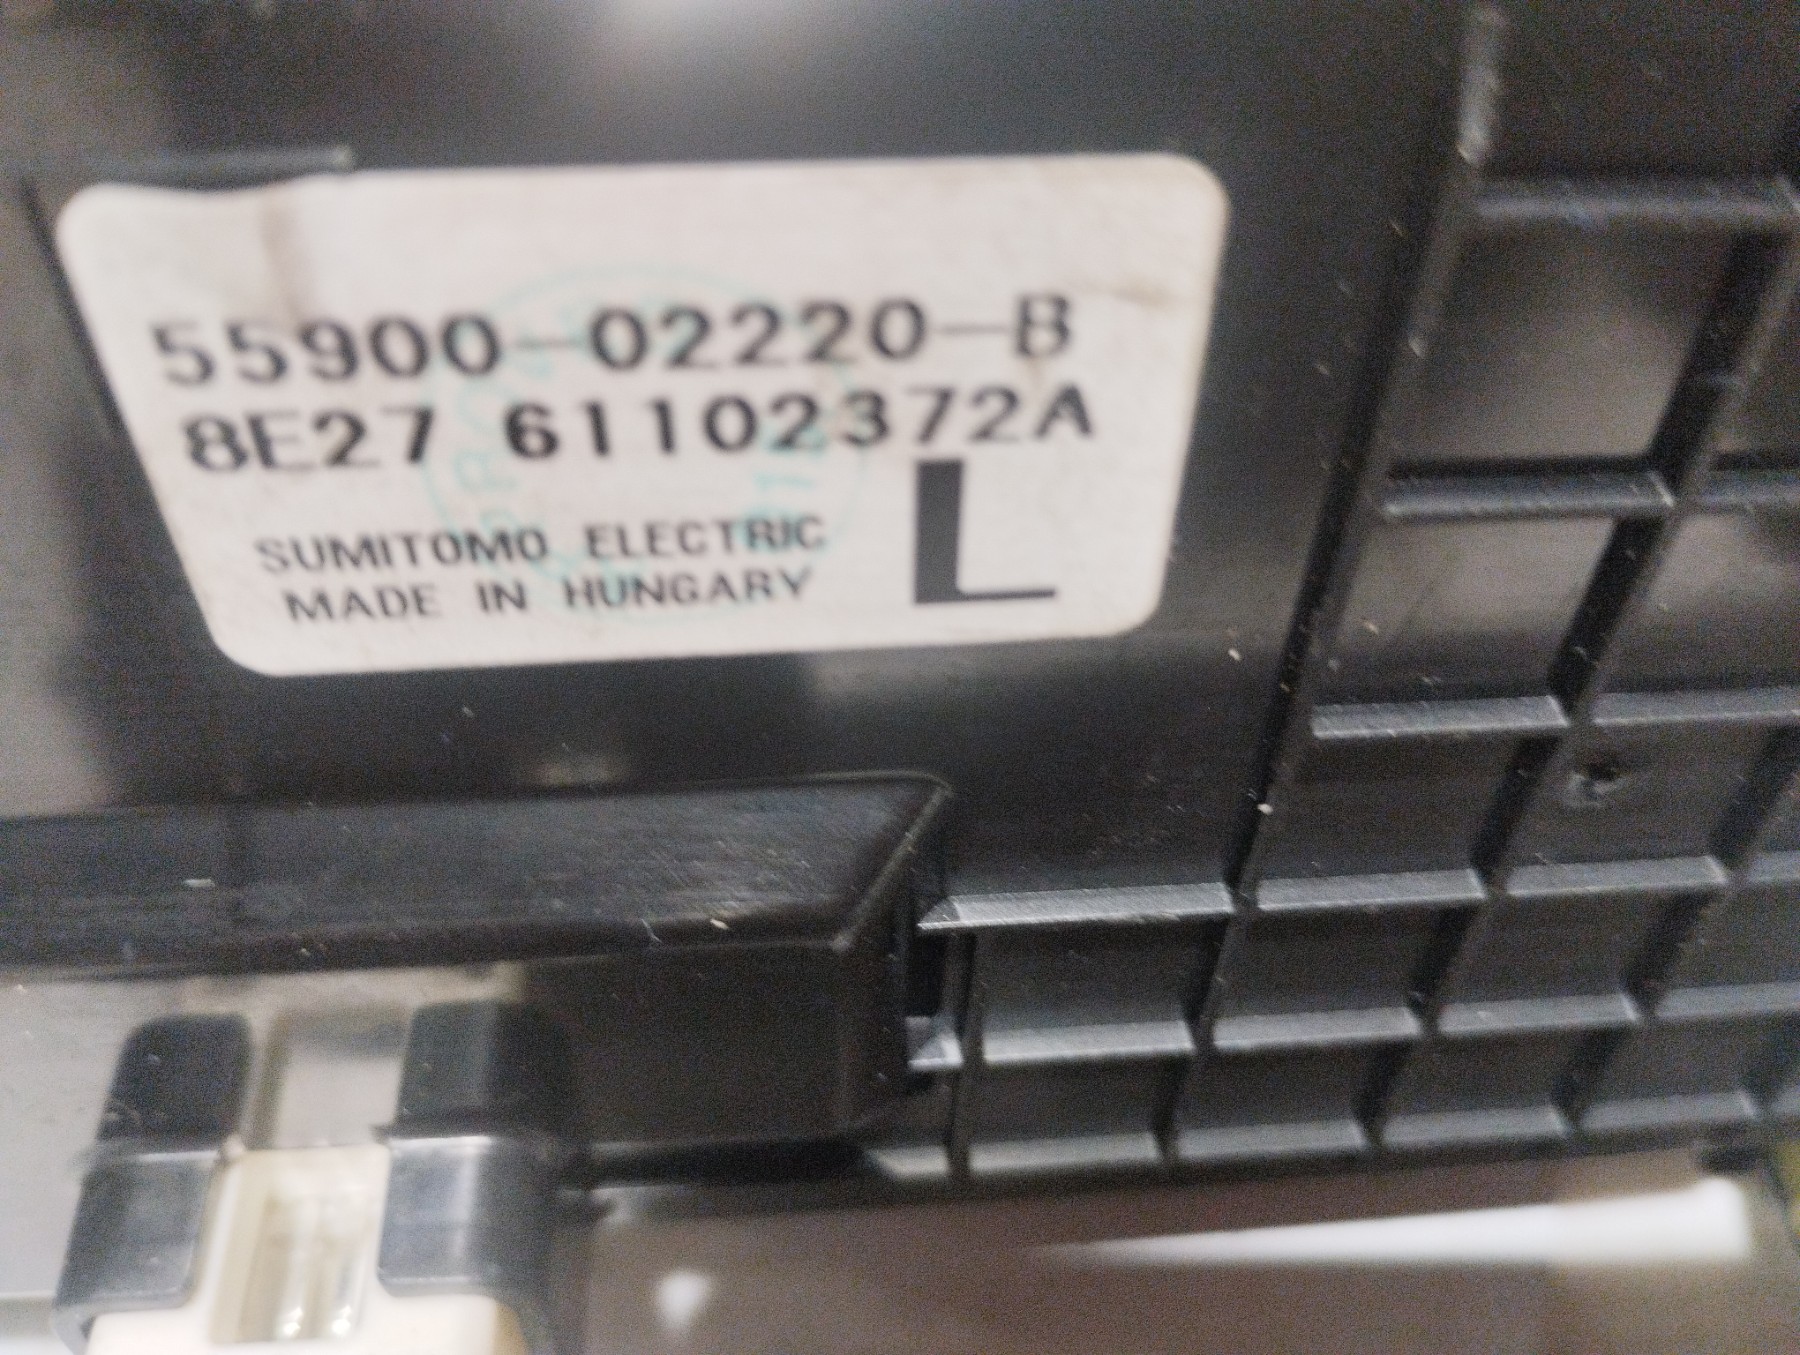 55900-02220-B
8E27 61102372A
L
SUMITOMO ELECTRIC
MADE IN HUNGARY